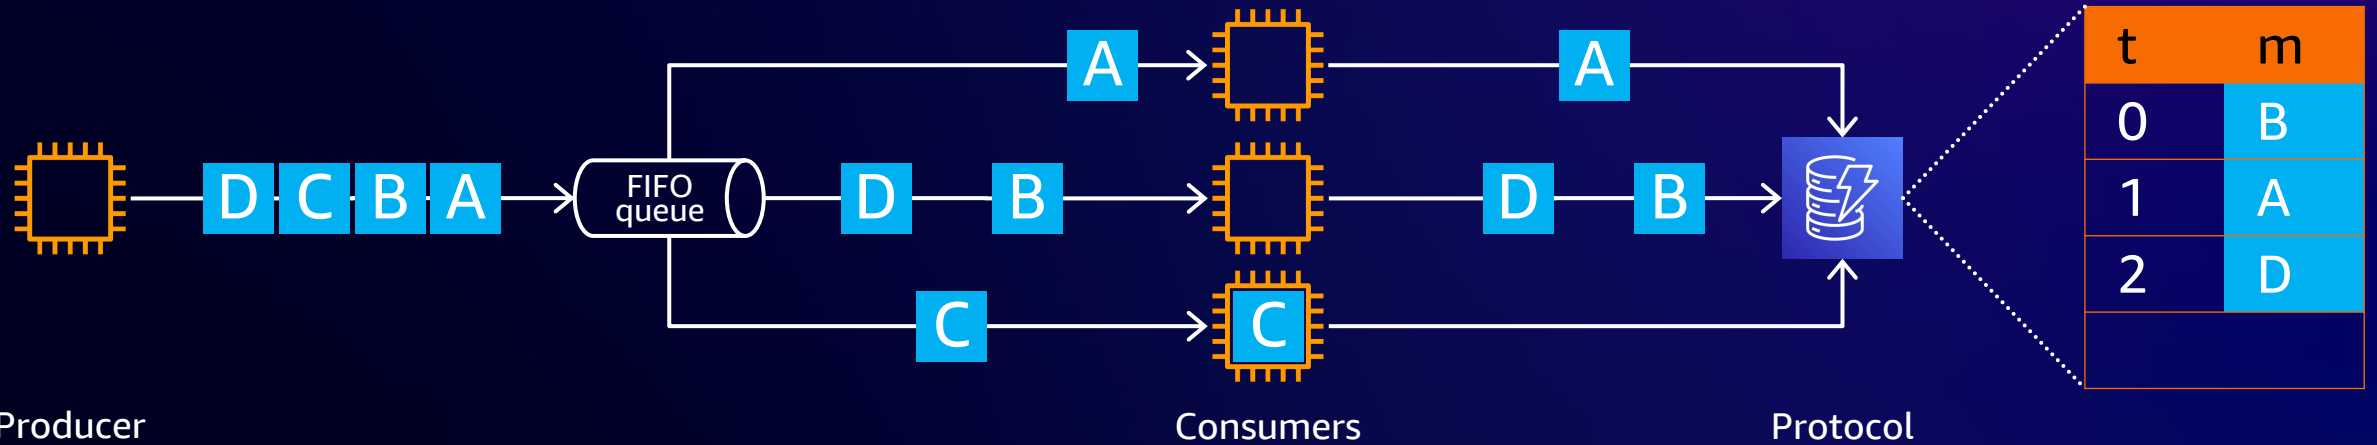 A
A
t m
0 B
D C B A
FIFO
queue
D B
D B
1 A
2 D
C
C
Producer
Consumers
Protocol